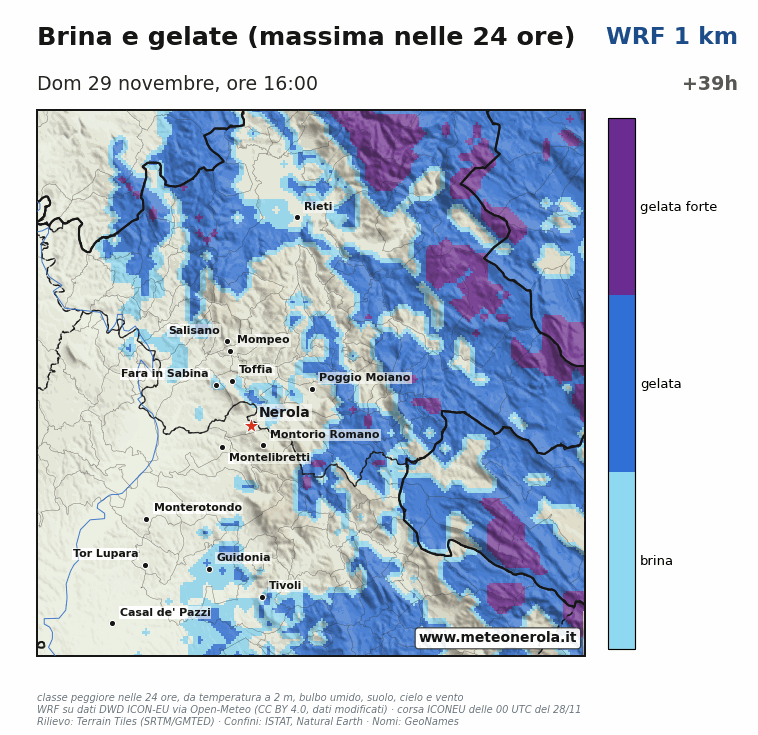 Brina e gelate (massima nelle 24 ore) WRF 1 km
Dom 29 novembre, ore 16:00 +39h
gelata forte
Rieti
Salisano
Mompeo
Fara in Sabina
Toffia
Poggio Moiano
gelata
Nerola
Montorio Romano
Montelibretti
Monterotondo
Tor Lupara
Guidonia
brina
Tivoli
Casal de' Pazzi
www.meteonerola.it
classe peggiore nelle 24 ore, da temperatura a 2 m, bulbo umido, suolo, cielo e vento
WRF su dati DWD ICON-EU via Open-Meteo (CC BY 4.0, dati modificati) · corsa ICONEU delle 00 UTC del 28/11
Rilievo: Terrain Tiles (SRTM/GMTED) · Confini: ISTAT, Natural Earth · Nomi: GeoNames